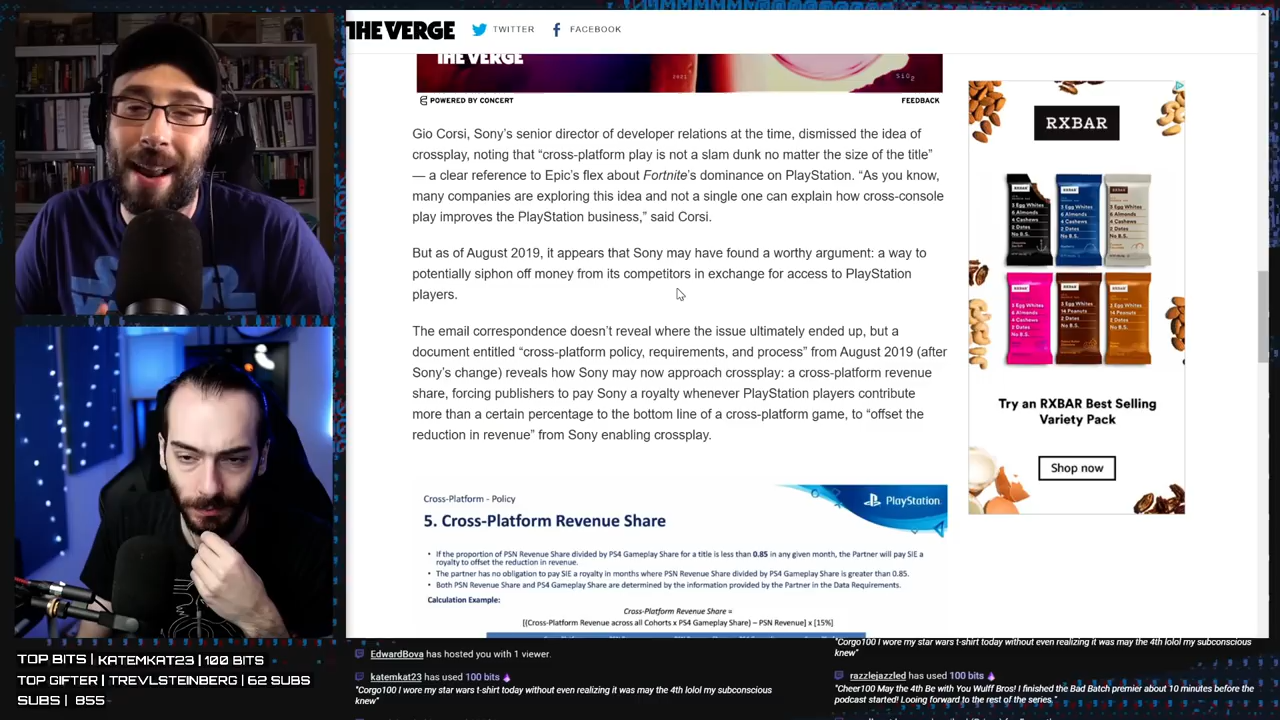 THE VERGE
TWITTER
FACEBOOK
THE VERGE
2021
SiO2
POWERED BY CONCERT
FEEDBACK
Gio Corsi, Sony’s senior director of developer relations at the time, dismissed the idea of
crossplay, noting that “cross-platform play is not a slam dunk no matter the size of the title”
— a clear reference to Epic’s flex about Fortnite’s dominance on PlayStation. “As you know,
many companies are exploring this idea and not a single one can explain how cross-console
play improves the PlayStation business,” said Corsi.
But as of August 2019, it appears that Sony may have found a worthy argument: a way to
potentially siphon off money from its competitors in exchange for access to PlayStation
players.
The email correspondence doesn’t reveal where the issue ultimately ended up, but a
document entitled “cross-platform policy, requirements, and process” from August 2019 (after
Sony’s change) reveals how Sony may now approach crossplay: a cross-platform revenue
share, forcing publishers to pay Sony a royalty whenever PlayStation players contribute
more than a certain percentage to the bottom line of a cross-platform game, to “offset the
reduction in revenue” from Sony enabling crossplay.
Cross-Platform - Policy
PlayStation.
5. Cross-Platform Revenue Share
• If the proportion of PSN Revenue Share divided by PS4 Gameplay Share for a title is less than 0.85 in any given month, the Partner will pay SIE a
royalty to offset the reduction in revenue.
• The partner has no obligation to pay SIE a royalty in months where PSN Revenue Share divided by PS4 Gameplay Share is greater than 0.85.
• Both PSN Revenue Share and PS4 Gameplay Share are determined by the information provided by the Partner in the Data Requirements.
Calculation Example:
Cross-Platform Revenue Share =
[(Cross-Platform Revenue across all Cohorts x PS4 Gameplay Share) – PSN Revenue] x [15%]
RXBAR
Try an RXBAR Best Selling
Variety Pack
Shop now
TOP BITS | KATEMKAT23 | 100 BITS
TOP GIFTER | TREVLSTEINBERG | 62 SUBS
SUBS | 855
EdwardBova has hosted you with 1 viewer.
katemkat23 has used 100 bits
"Corgo100 I wore my star wars t-shirt today without even realizing it was may the 4th lolol my subconscious
knew"
"Corgo100 I wore my star wars t-shirt today without even realizing it was may the 4th lolol my subconscious
knew"
razzlejazzled has used 100 bits
"Cheer100 May the 4th Be with You Wulff Bros! I finished the Bad Batch premier about 10 minutes before the
podcast started! Looing forward to the rest of the series."